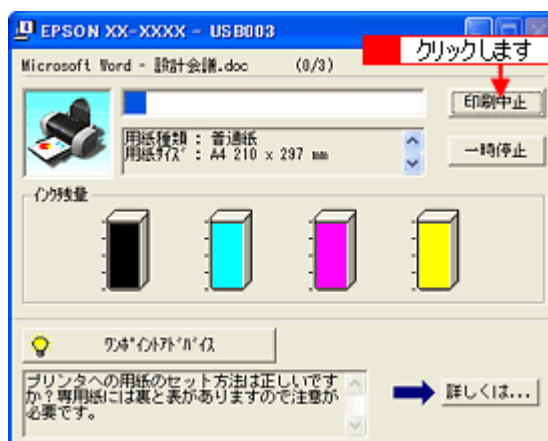 EPSON XX-XXXX - USB003
クリックします
Microsoft Word - 設計会議.doc (0/3)
印刷中止
用紙種類 : 普通紙
用紙ｻｲｽﾞ : A4 210 x 297 mm
一時停止
ｲﾝｸ残量
ﾜﾝﾎﾟｲﾝﾄｱﾄﾞﾊﾞｲｽ
プリンタへの用紙のセット方法は正しいです
か？専用紙には裏と表がありますので注意が
必要です。
詳しくは...